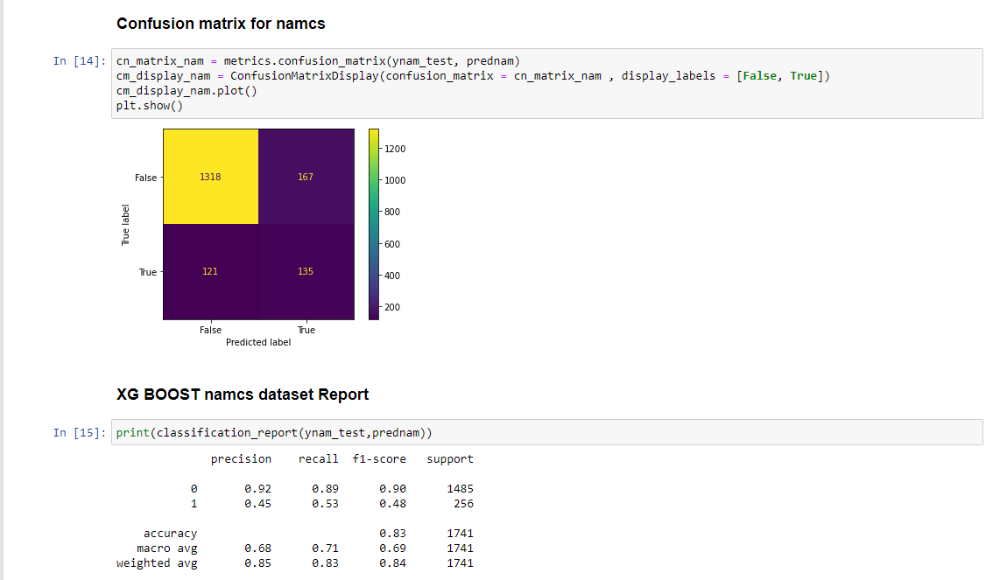 Confusion matrix for namcs
In [14]: cn_matrix_nam = metrics.confusion_matrix(ynam_test, prednam)
cm_display_nam = ConfusionMatrixDisplay(confusion_matrix = cn_matrix_nam , display_labels = [False, True])
cm_display_nam.plot()
plt.show()
1200
1000
800
600
400
200
False 1318 167
True label
True 121 135
False True
Predicted label
XG BOOST namcs dataset Report
In [15]: print(classification_report(ynam_test,prednam))
precision recall f1-score support
0 0.92 0.89 0.90 1485
1 0.45 0.53 0.48 256
accuracy 0.83 1741
macro avg 0.68 0.71 0.69 1741
weighted avg 0.85 0.83 0.84 1741